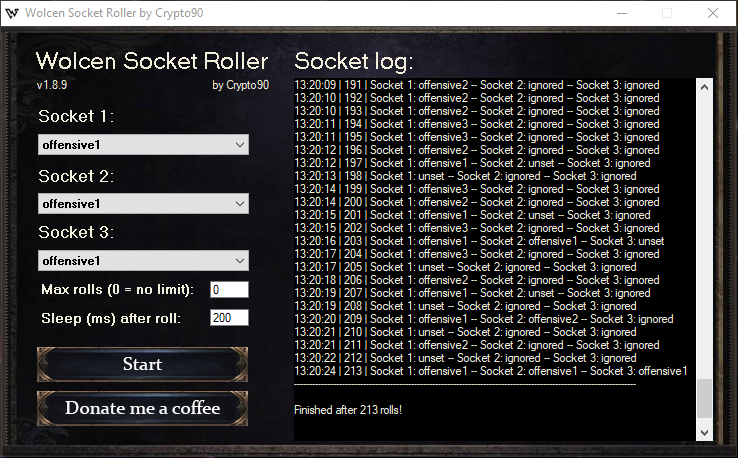 Wolcen Socket Roller by Crypto90
Wolcen Socket Roller
v1.8.9 by Crypto90
Socket 1:
offensive1
Socket 2:
offensive1
Socket 3:
offensive1
Max rolls (0 = no limit): 0
Sleep (ms) after roll: 200
Start
Donate me a coffee
Socket log:
13:20:09 | 191 | Socket 1: offensive2 -- Socket 2: ignored -- Socket 3: ignored
13:20:10 | 192 | Socket 1: offensive2 -- Socket 2: ignored -- Socket 3: ignored
13:20:10 | 193 | Socket 1: offensive2 -- Socket 2: ignored -- Socket 3: ignored
13:20:11 | 194 | Socket 1: offensive3 -- Socket 2: ignored -- Socket 3: ignored
13:20:11 | 195 | Socket 1: offensive3 -- Socket 2: ignored -- Socket 3: ignored
13:20:12 | 196 | Socket 1: offensive2 -- Socket 2: ignored -- Socket 3: ignored
13:20:12 | 197 | Socket 1: offensive1 -- Socket 2: unset -- Socket 3: ignored
13:20:13 | 198 | Socket 1: unset -- Socket 2: ignored -- Socket 3: ignored
13:20:14 | 199 | Socket 1: offensive3 -- Socket 2: ignored -- Socket 3: ignored
13:20:14 | 200 | Socket 1: offensive2 -- Socket 2: ignored -- Socket 3: ignored
13:20:15 | 201 | Socket 1: offensive1 -- Socket 2: unset -- Socket 3: ignored
13:20:15 | 202 | Socket 1: offensive3 -- Socket 2: ignored -- Socket 3: ignored
13:20:16 | 203 | Socket 1: offensive1 -- Socket 2: offensive1 -- Socket 3: unset
13:20:17 | 204 | Socket 1: offensive3 -- Socket 2: ignored -- Socket 3: ignored
13:20:17 | 205 | Socket 1: unset -- Socket 2: ignored -- Socket 3: ignored
13:20:18 | 206 | Socket 1: offensive2 -- Socket 2: ignored -- Socket 3: ignored
13:20:19 | 207 | Socket 1: offensive1 -- Socket 2: unset -- Socket 3: ignored
13:20:19 | 208 | Socket 1: unset -- Socket 2: ignored -- Socket 3: ignored
13:20:20 | 209 | Socket 1: offensive1 -- Socket 2: offensive2 -- Socket 3: ignored
13:20:21 | 210 | Socket 1: unset -- Socket 2: ignored -- Socket 3: ignored
13:20:21 | 211 | Socket 1: offensive2 -- Socket 2: ignored -- Socket 3: ignored
13:20:22 | 212 | Socket 1: unset -- Socket 2: ignored -- Socket 3: ignored
13:20:24 | 213 | Socket 1: offensive1 -- Socket 2: offensive1 -- Socket 3: offensive1
Finished after 213 rolls!